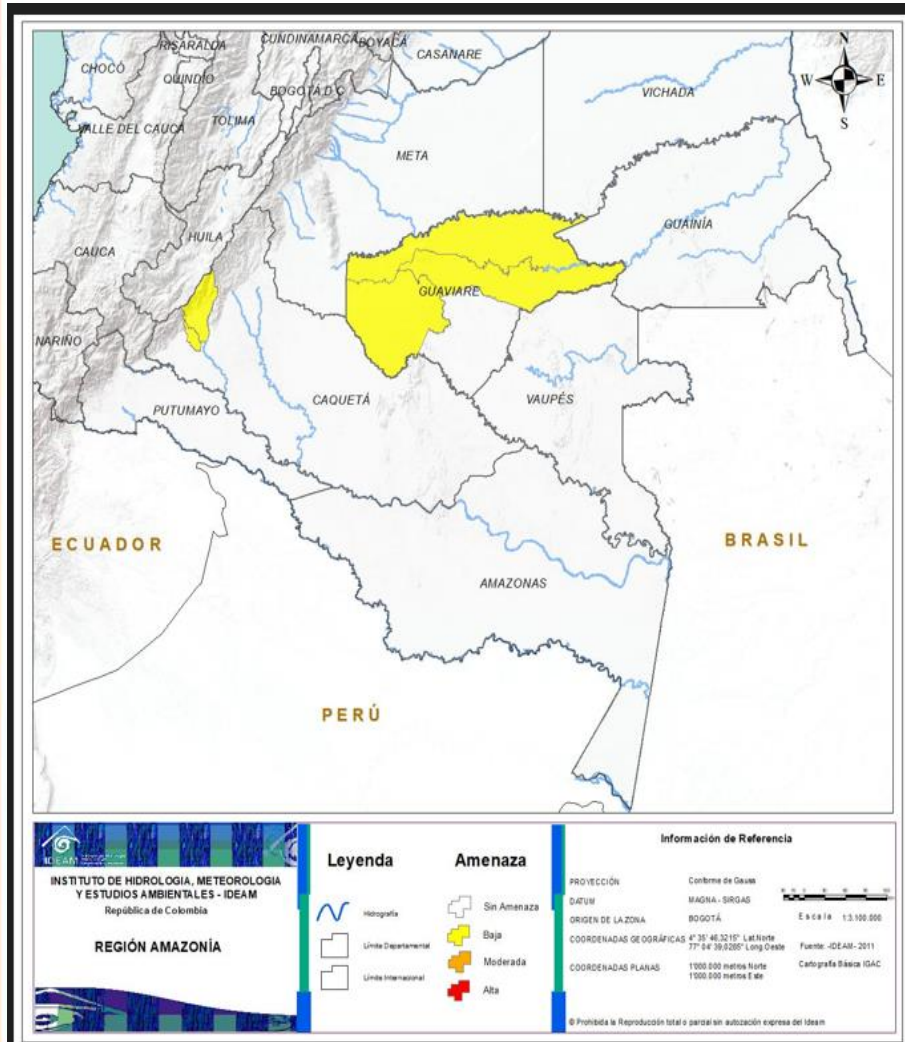 CUNDINAMARCA
BOYACÁ
RISARALDA
CASANARE
CHOCÓ
QUINDIO
BOGOTÁ D.C
VICHADA
TOLIMA
VALLE DEL CAUCA
META
N
W
E
S
HUILA
GUAINÍA
CAUCA
GUAVIARE
NARIÑO
CAQUETÁ
VAUPÉS
PUTUMAYO
ECUADOR
BRASIL
AMAZONAS
PERÚ
IDEAM
INSTITUTO DE HIDROLOGIA, METEOROLOGIA
Y ESTUDIOS AMBIENTALES - IDEAM
República de Colombia
REGIÓN AMAZONÍA
Leyenda
Hidrografía
Límite Departamental
Límite Internacional
Amenaza
Sin Amenaza
Baja
Moderada
Alta
Información de Referencia
PROYECCIÓN Conforme de Gauss
DATUM MAGNA - SIRGAS
ORIGEN DE LA ZONA BOGOTÁ
COORDENADAS GEOGRÁFICAS 4° 35' 46,3215" Lat.Norte
77° 04' 39,0285" Long Oeste
COORDENADAS PLANAS 1'000.000 metros Norte
1'000.000 metros Este
Escala 1:3.100.000
Fuente: -IDEAM- 2011
Cartografía Básica IGAC
© Prohibida la Reproducción total o parcial sin autozación expresa del Ideam